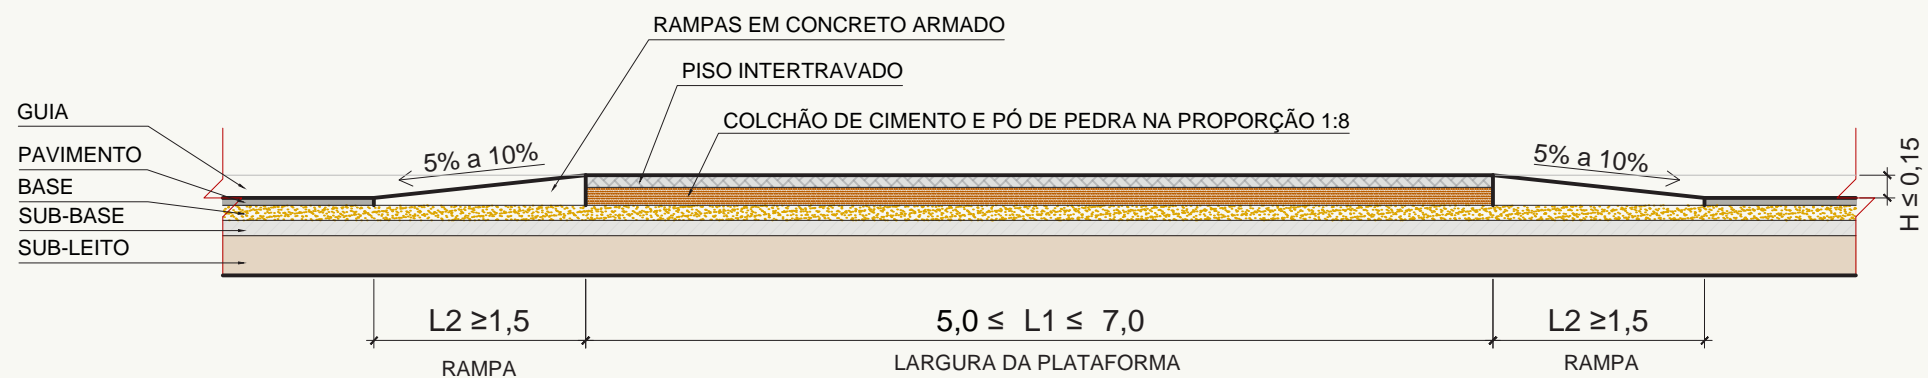 RAMPAS EM CONCRETO ARMADO
PISO INTERTRAVADO
COLCHÃO DE CIMENTO E PÓ DE PEDRA NA PROPORÇÃO 1:8
GUIA
PAVIMENTO
BASE
SUB-BASE
SUB-LEITO
5% a 10%
5% a 10%
H ≤ 0,15
L2 ≥1,5
5,0 ≤ L1 ≤ 7,0
L2 ≥1,5
RAMPA
LARGURA DA PLATAFORMA
RAMPA